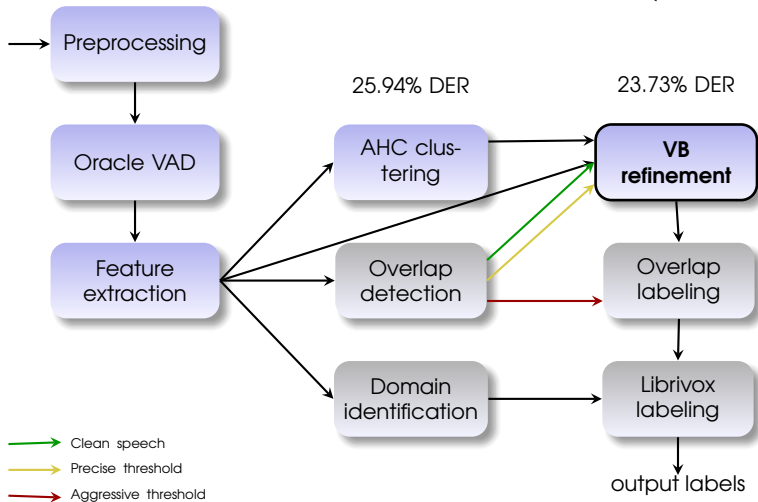 Preprocessing
25.94% DER
23.73% DER
Oracle VAD
AHC clus-
tering
VB
refinement
Feature
extraction
Overlap
detection
Overlap
labeling
Domain
identification
Librivox
labeling
Clean speech
Precise threshold
Aggressive threshold
output labels